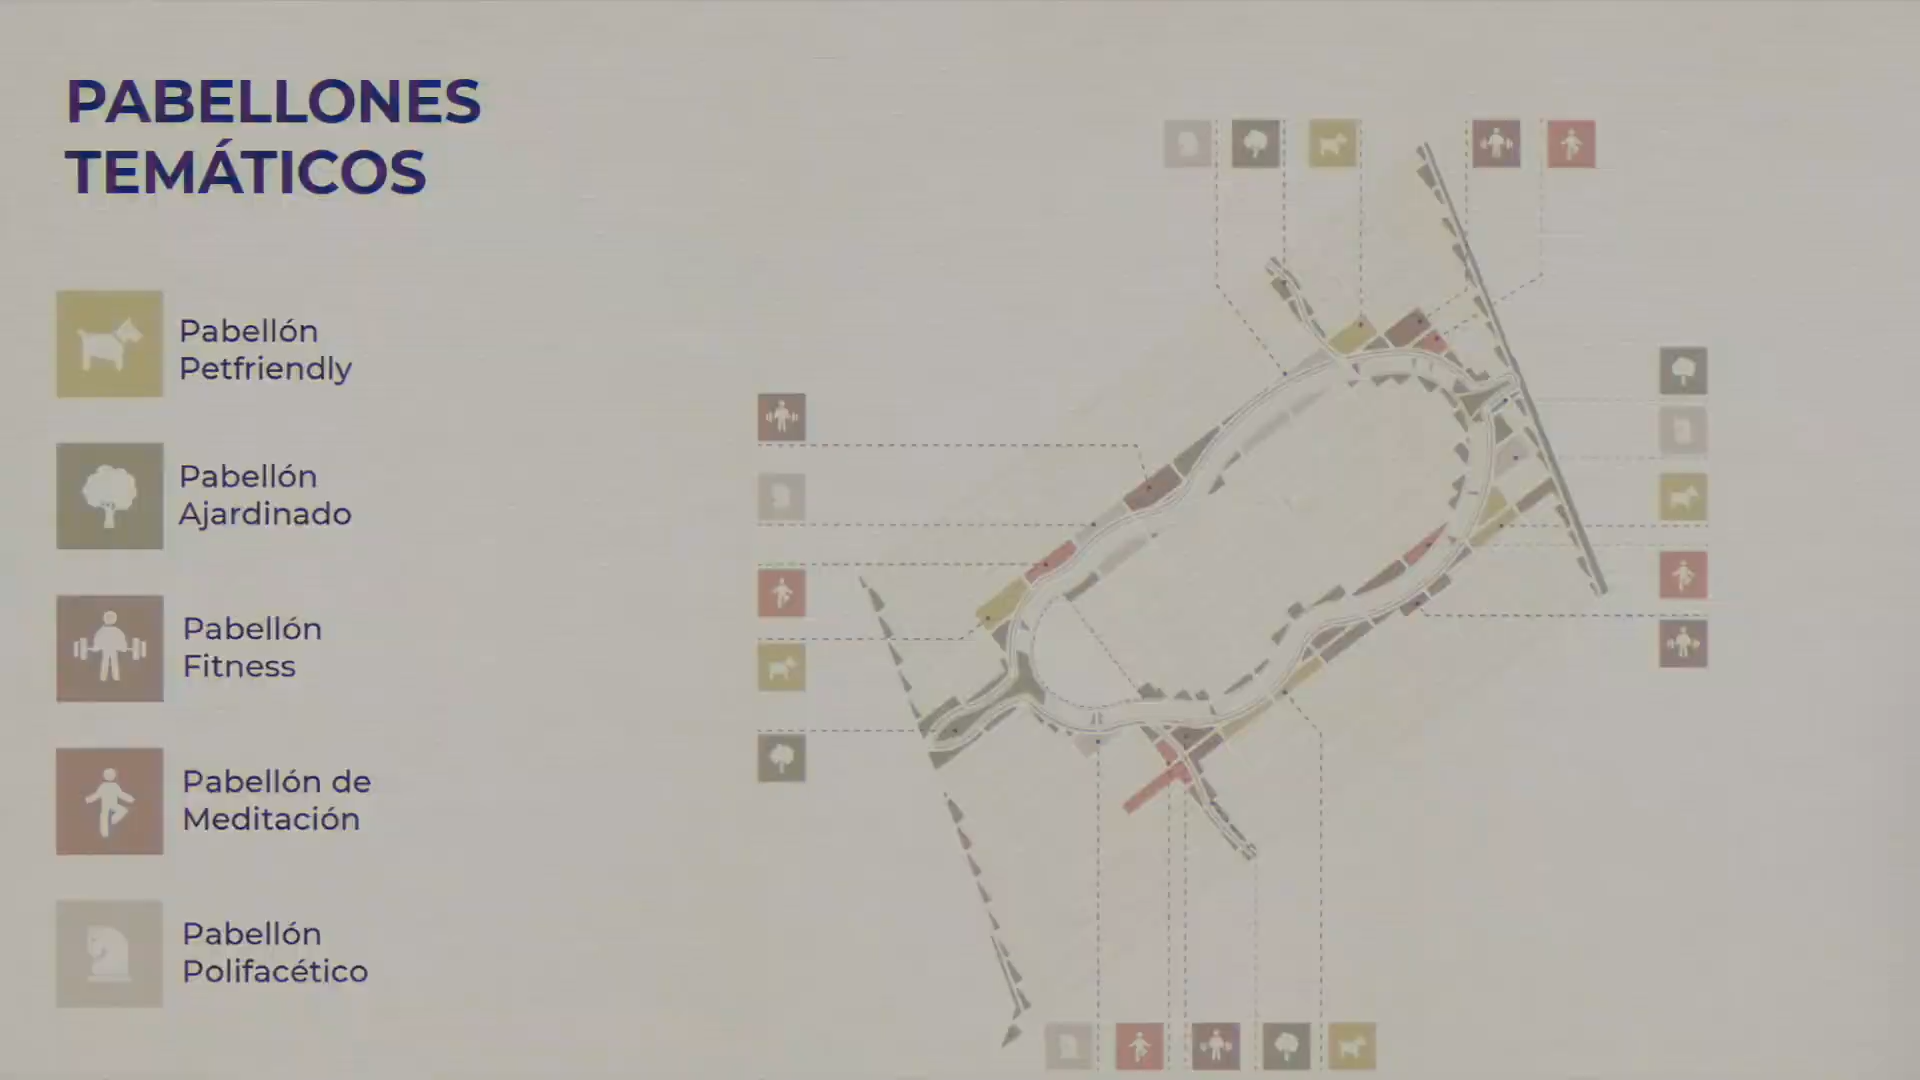 PABELLONES
TEMÁTICOS
Pabellón
Petfriendly
Pabellón
Ajardinado
Pabellón
Fitness
Pabellón de
Meditación
Pabellón
Polifacético